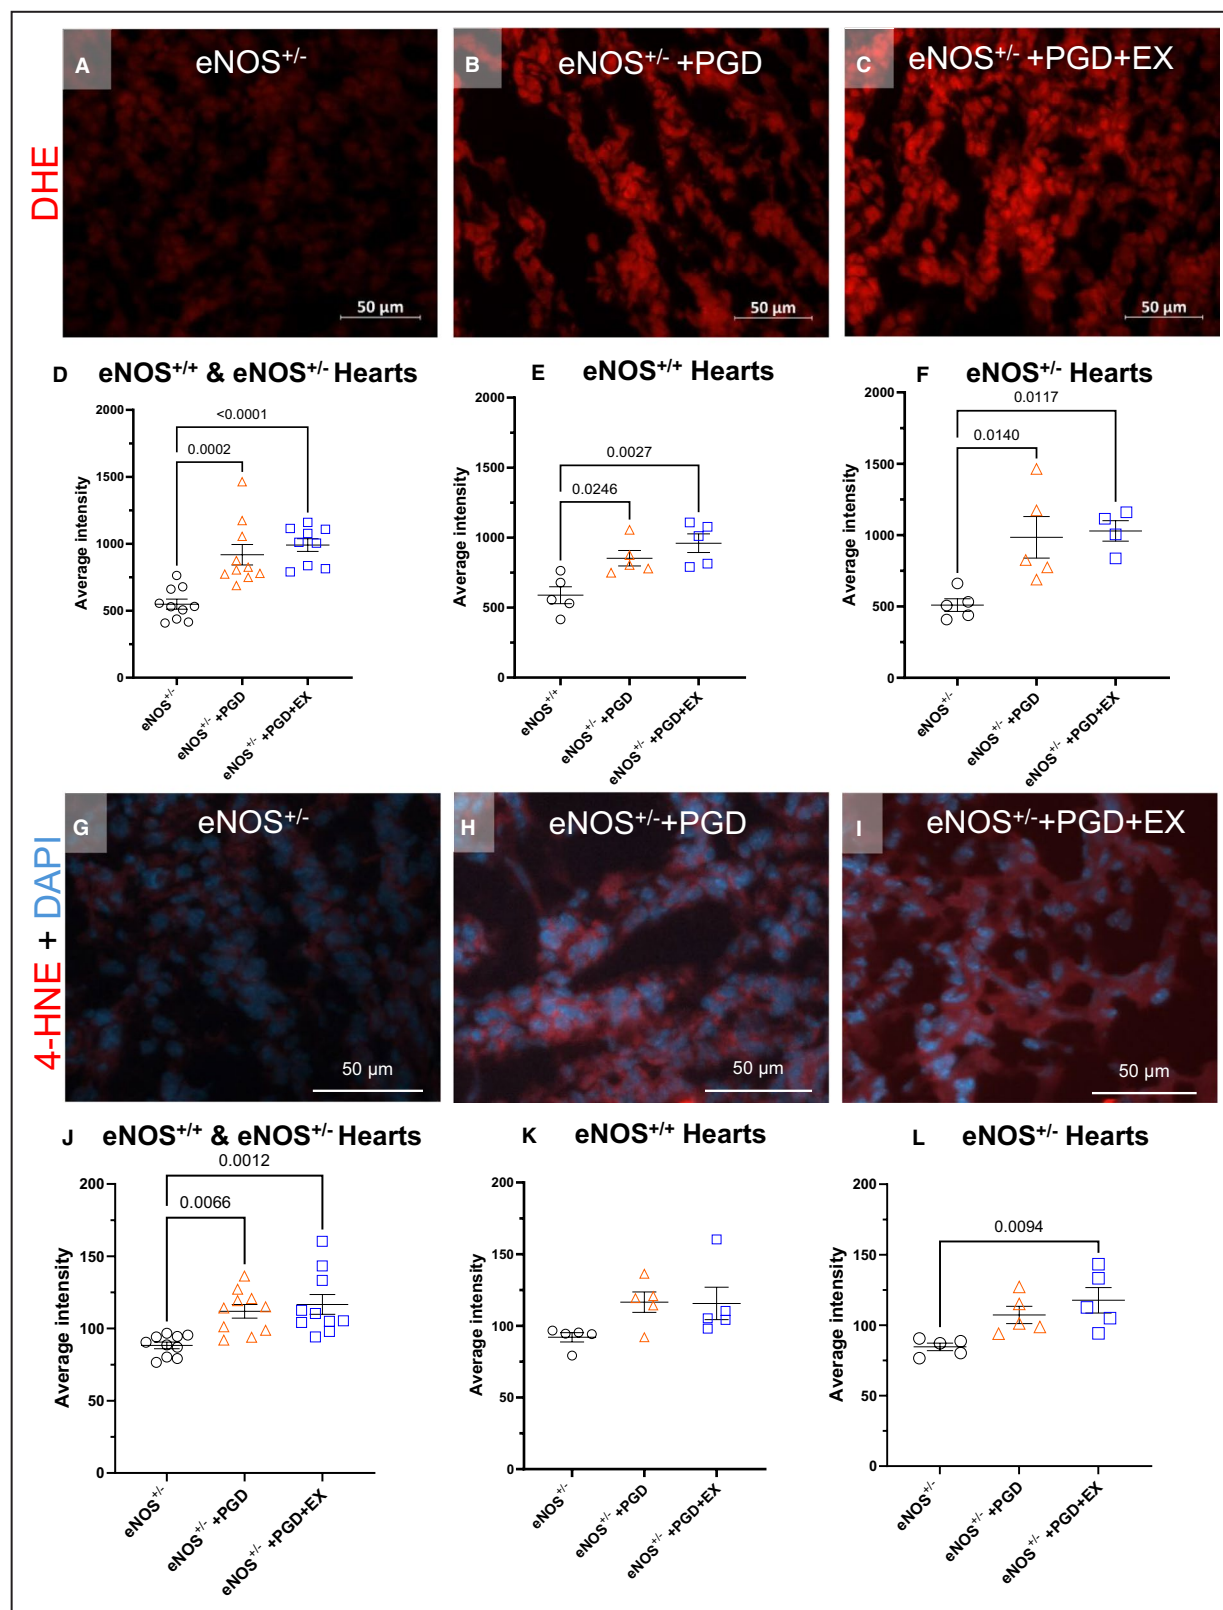 A eNOS+/-
B eNOS+/- +PGD
C eNOS+/- +PGD+EX
DHE
50 µm
50 µm
50 µm
D eNOS+/+ & eNOS+/- Hearts
Average intensity
2000
1500
1000
500
0
<0.0001
0.0002
eNOS+/-
eNOS+/- +PGD
eNOS+/- +PGD+EX
E eNOS+/+ Hearts
Average intensity
2000
1500
1000
500
0
0.0027
0.0246
eNOS+/+
eNOS+/- +PGD
eNOS+/- +PGD+EX
F eNOS+/- Hearts
Average intensity
2000
1500
1000
500
0
0.0117
0.0140
eNOS+/-
eNOS+/- +PGD
eNOS+/- +PGD+EX
G eNOS+/-
H eNOS+/-+PGD
I eNOS+/-+PGD+EX
4-HNE + DAPI
50 µm
50 µm
50 µm
J eNOS+/+ & eNOS+/- Hearts
Average intensity
200
150
100
50
0
0.0012
0.0066
eNOS+/-
eNOS+/- +PGD
eNOS+/- +PGD+EX
K eNOS+/+ Hearts
Average intensity
200
150
100
50
0
eNOS+/-
eNOS+/- +PGD
eNOS+/- +PGD+EX
L eNOS+/- Hearts
Average intensity
200
150
100
50
0
0.0094
eNOS+/-
eNOS+/- +PGD
eNOS+/- +PGD+EX